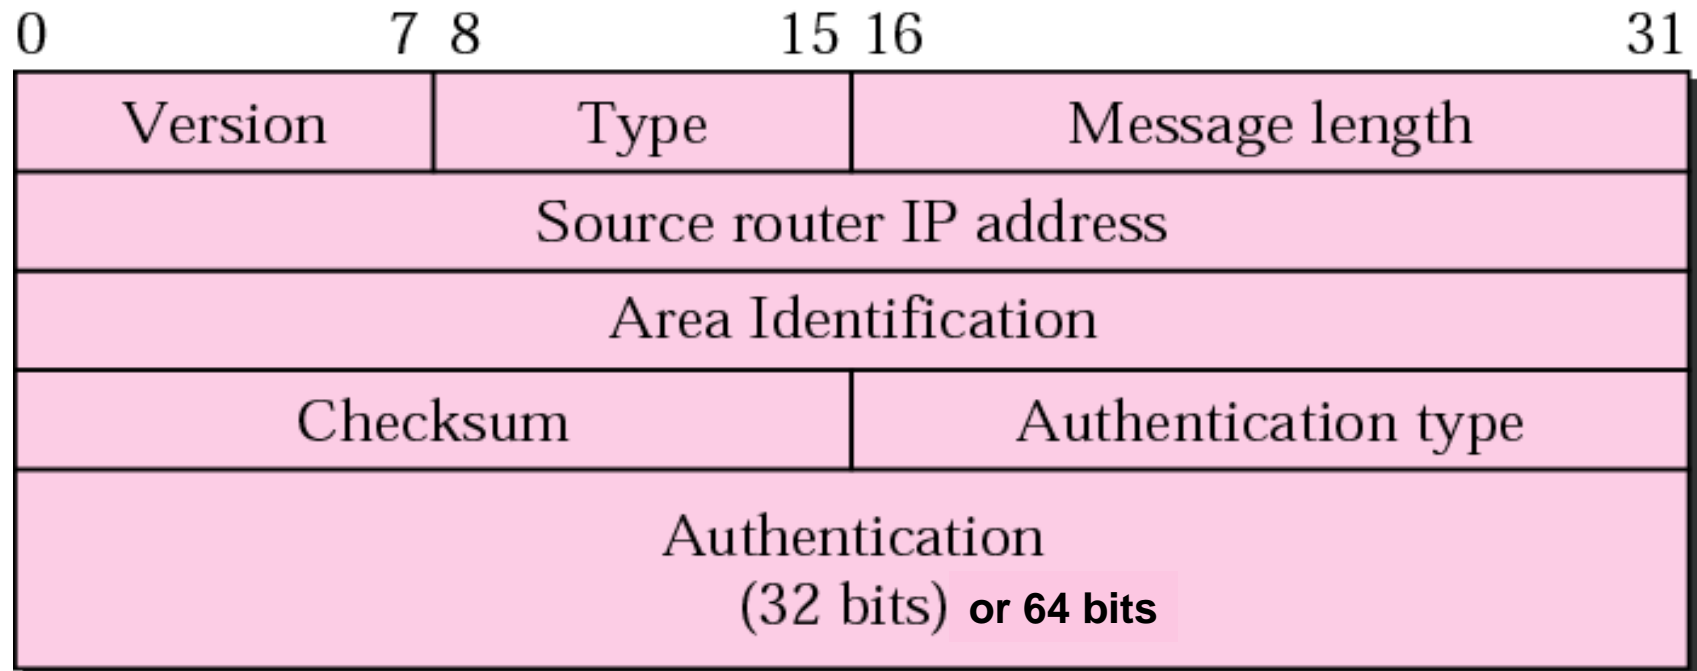 0 7 8 15 16 31
Version Type Message length
Source router IP address
Area Identification
Checksum Authentication type
Authentication
(32 bits) or 64 bits